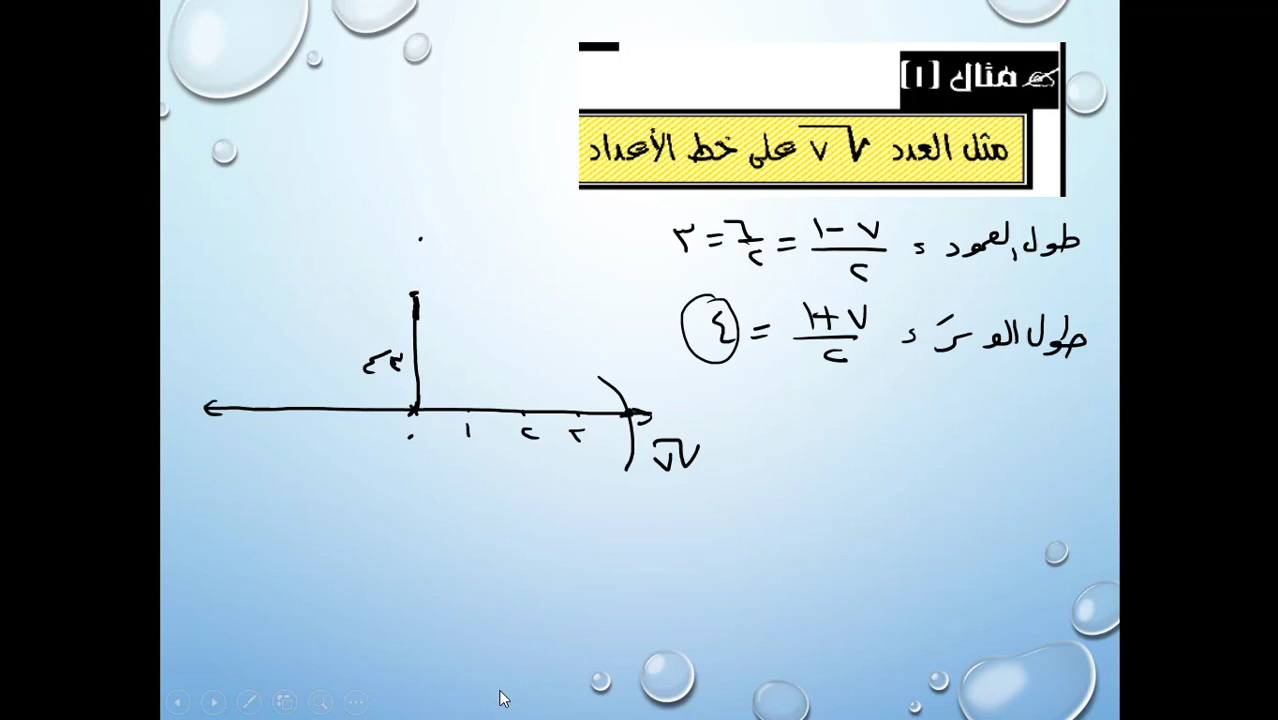 مثال [١]
مثل العدد √٧ على خط الأعداد
طول العمود = ٧ - ١ / ٢ = ٦ / ٢ = ٣
طول الوتر = ٧ + ١ / ٢ = ٤
٣
٠ ١ ٢ ٣
√٧